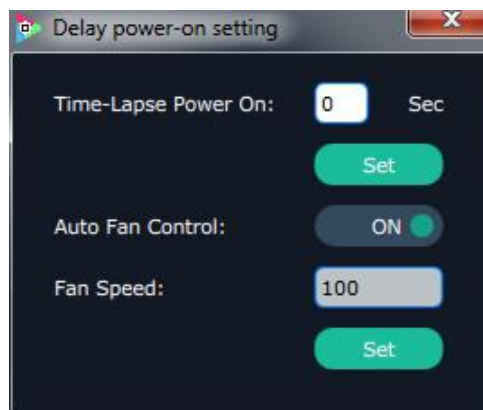 Delay power-on setting
Time-Lapse Power On: 0 Sec
Set
Auto Fan Control: ON
Fan Speed: 100
Set